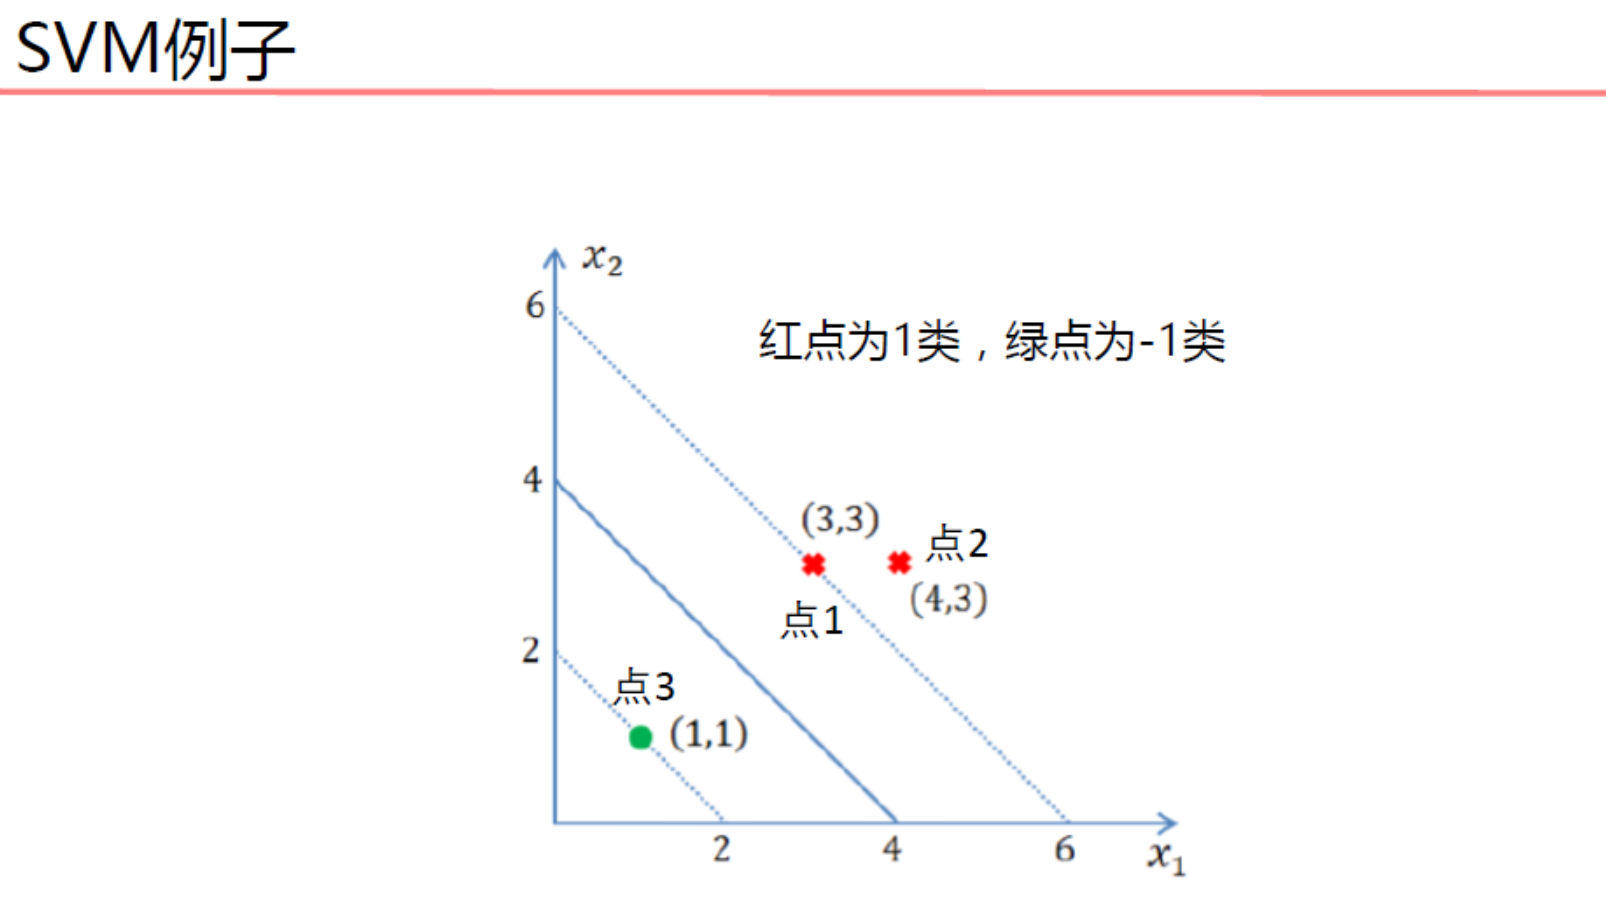 SVM例子
x₂
6
红点为1类，绿点为-1类
4
(3,3)
点2
(4,3)
点1
2
点3
(1,1)
2
4
6
x₁